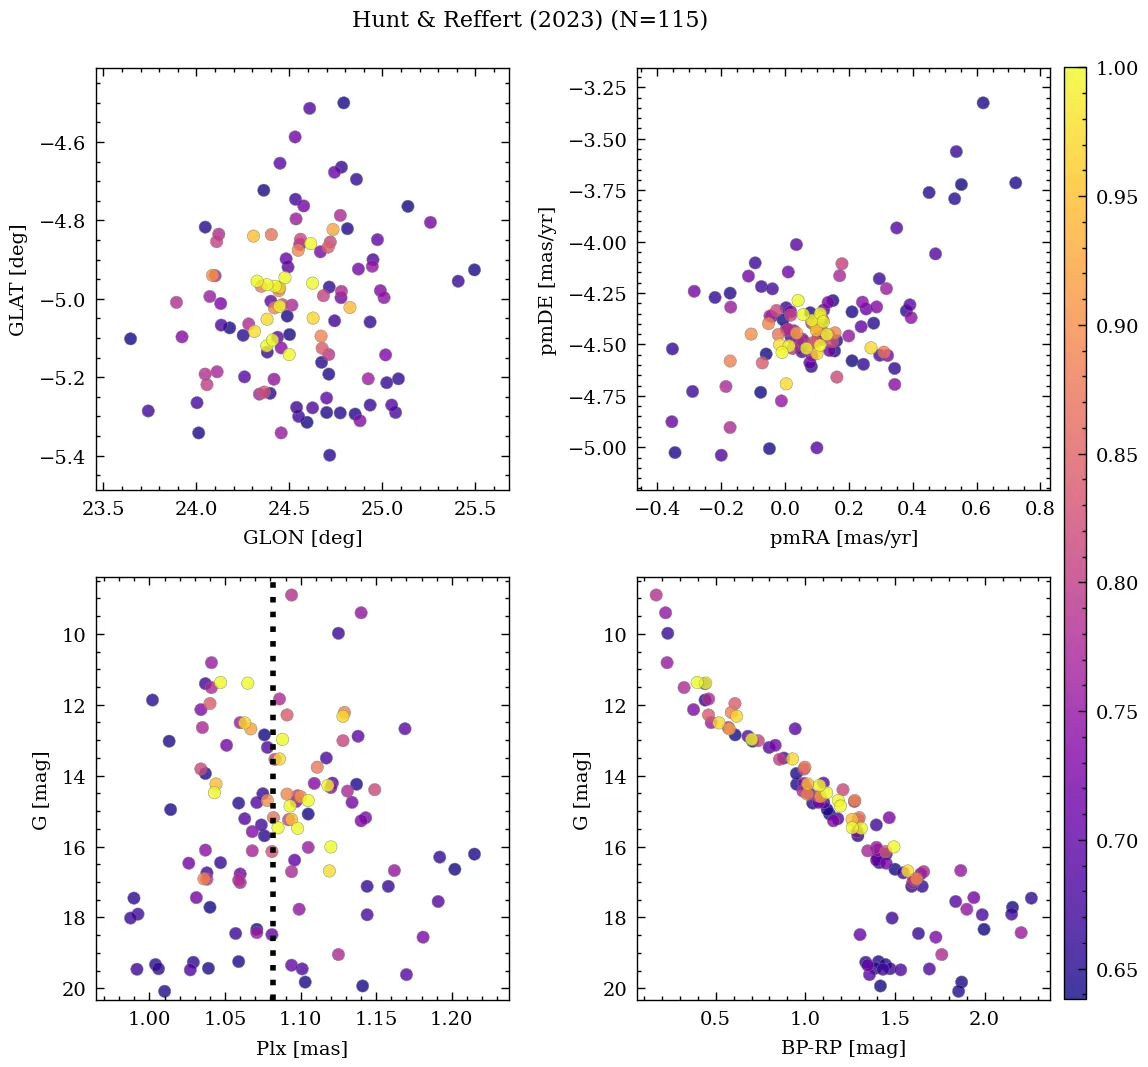 Hunt & Reffert (2023) (N=115)
−4.6
−4.8
−5.0
−5.2
−5.4
GLAT [deg]
23.5 24.0 24.5 25.0 25.5
GLON [deg]
−3.25
−3.50
−3.75
−4.00
−4.25
−4.50
−4.75
−5.00
pmDE [mas/yr]
−0.4 −0.2 0.0 0.2 0.4 0.6 0.8
pmRA [mas/yr]
10
12
14
16
18
20
G [mag]
1.00 1.05 1.10 1.15 1.20
Plx [mas]
10
12
14
16
18
20
G [mag]
0.5 1.0 1.5 2.0
BP-RP [mag]
1.00
0.95
0.90
0.85
0.80
0.75
0.70
0.65